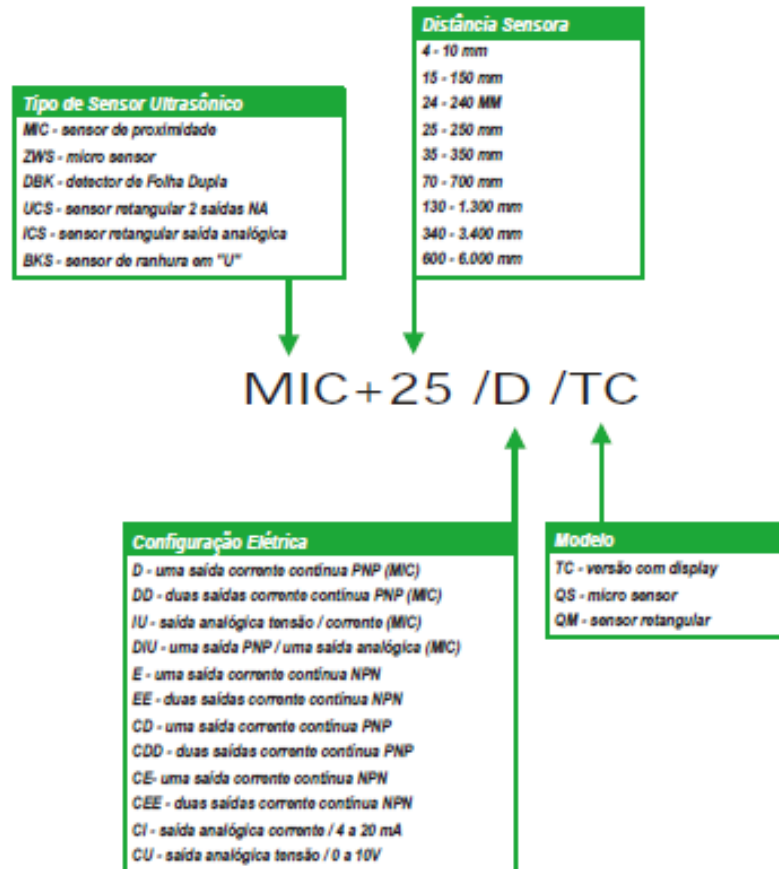 Distância Sensora
4 - 10 mm
15 - 150 mm
24 - 240 MM
25 - 250 mm
35 - 350 mm
70 - 700 mm
130 - 1.300 mm
340 - 3.400 mm
600 - 6.000 mm
Tipo de Sensor Ultrasônico
MIC - sensor de proximidade
ZWS - micro sensor
DBK - detector de Folha Dupla
UCS - sensor retangular 2 saídas NA
ICS - sensor retangular saída analógica
BKS - sensor de ranhura em "U"
MIC+25 /D /TC
Configuração Elétrica
D - uma saída corrente contínua PNP (MIC)
DD - duas saídas corrente contínua PNP (MIC)
IU - saída analógica tensão / corrente (MIC)
DIU - uma saída PNP / uma saída analógica (MIC)
E - uma saída corrente contínua NPN
EE - duas saídas corrente contínua NPN
CD - uma saída corrente contínua PNP
CDD - duas saídas corrente contínua PNP
CE- uma saída corrente contínua NPN
CEE - duas saídas corrente contínua NPN
CI - saída analógica corrente / 4 a 20 mA
CU - saída analógica tensão / 0 a 10V
Modelo
TC - versão com display
QS - micro sensor
QM - sensor retangular